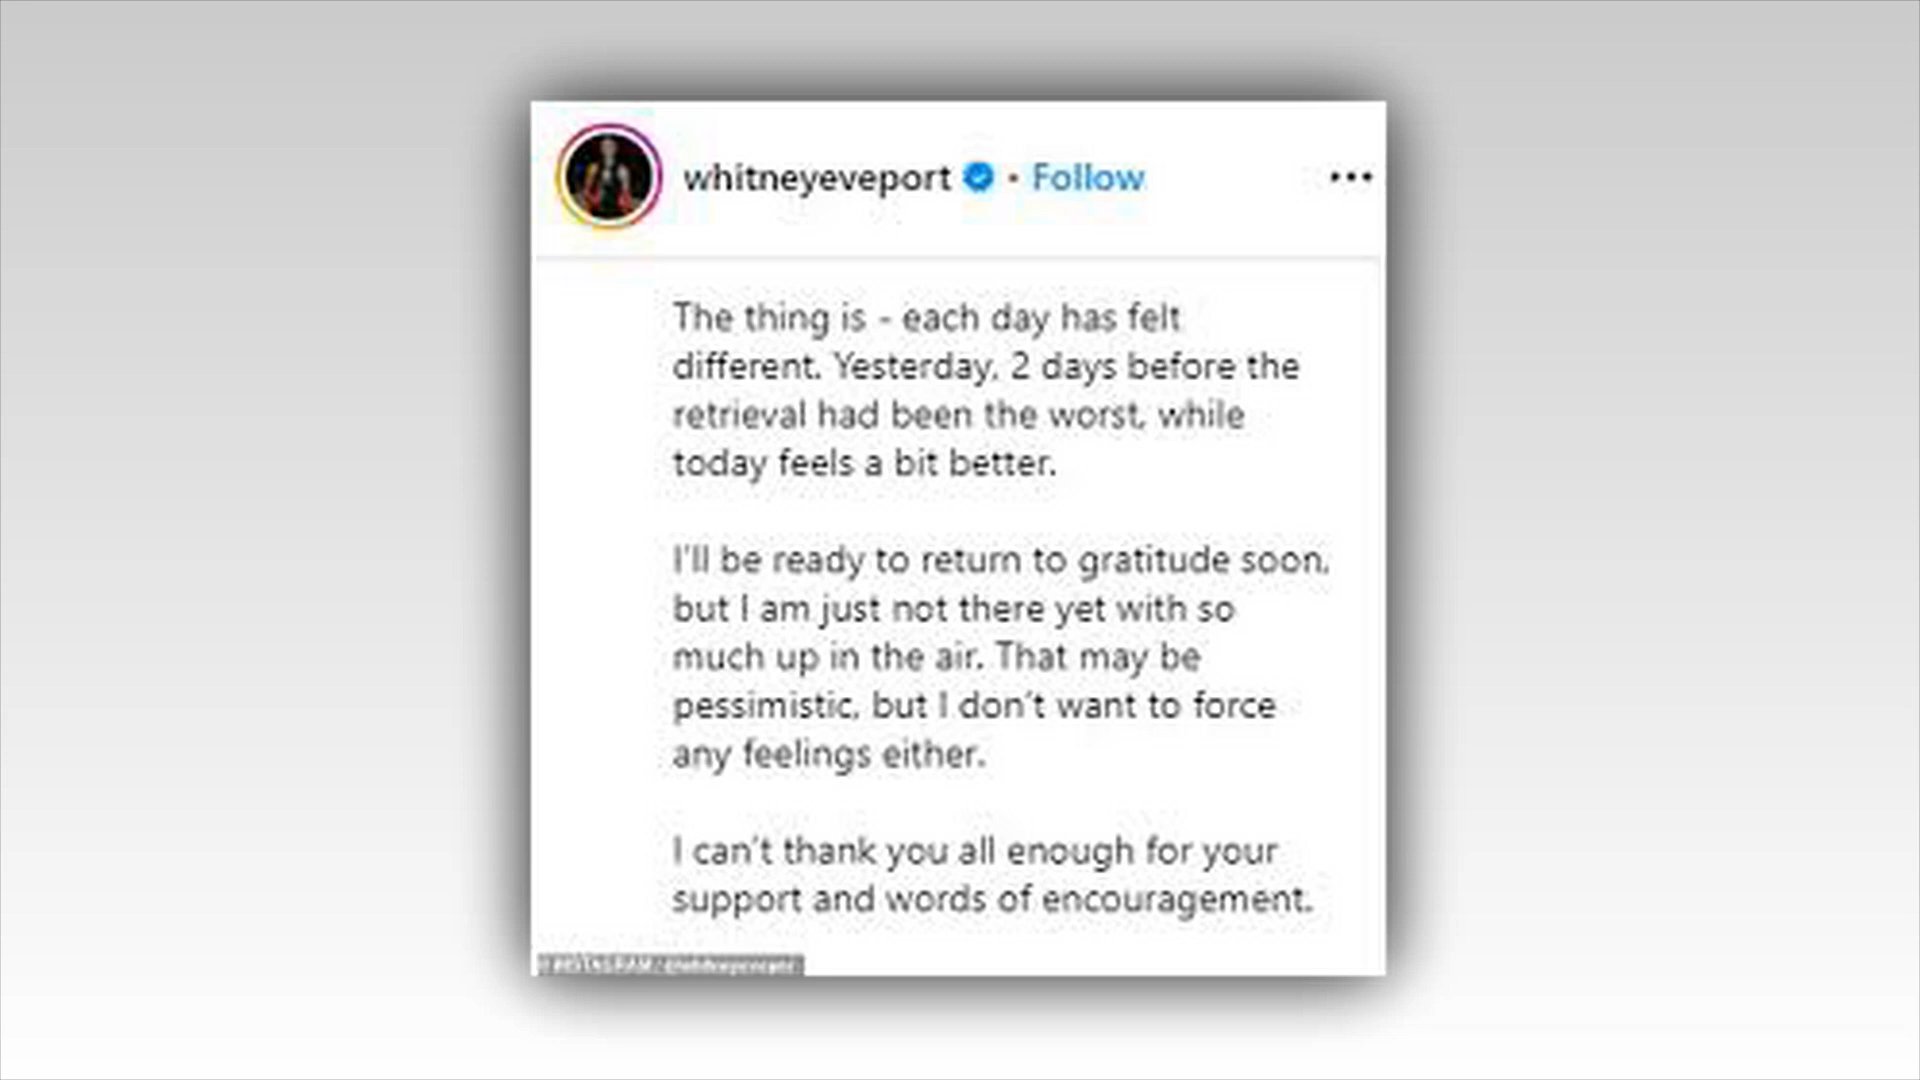 whitneyeveport • Follow ...
The thing is - each day has felt
different. Yesterday, 2 days before the
retrieval had been the worst, while
today feels a bit better.
I'll be ready to return to gratitude soon,
but I am just not there yet with so
much up in the air. That may be
pessimistic, but I don't want to force
any feelings either.
I can't thank you all enough for your
support and words of encouragement.